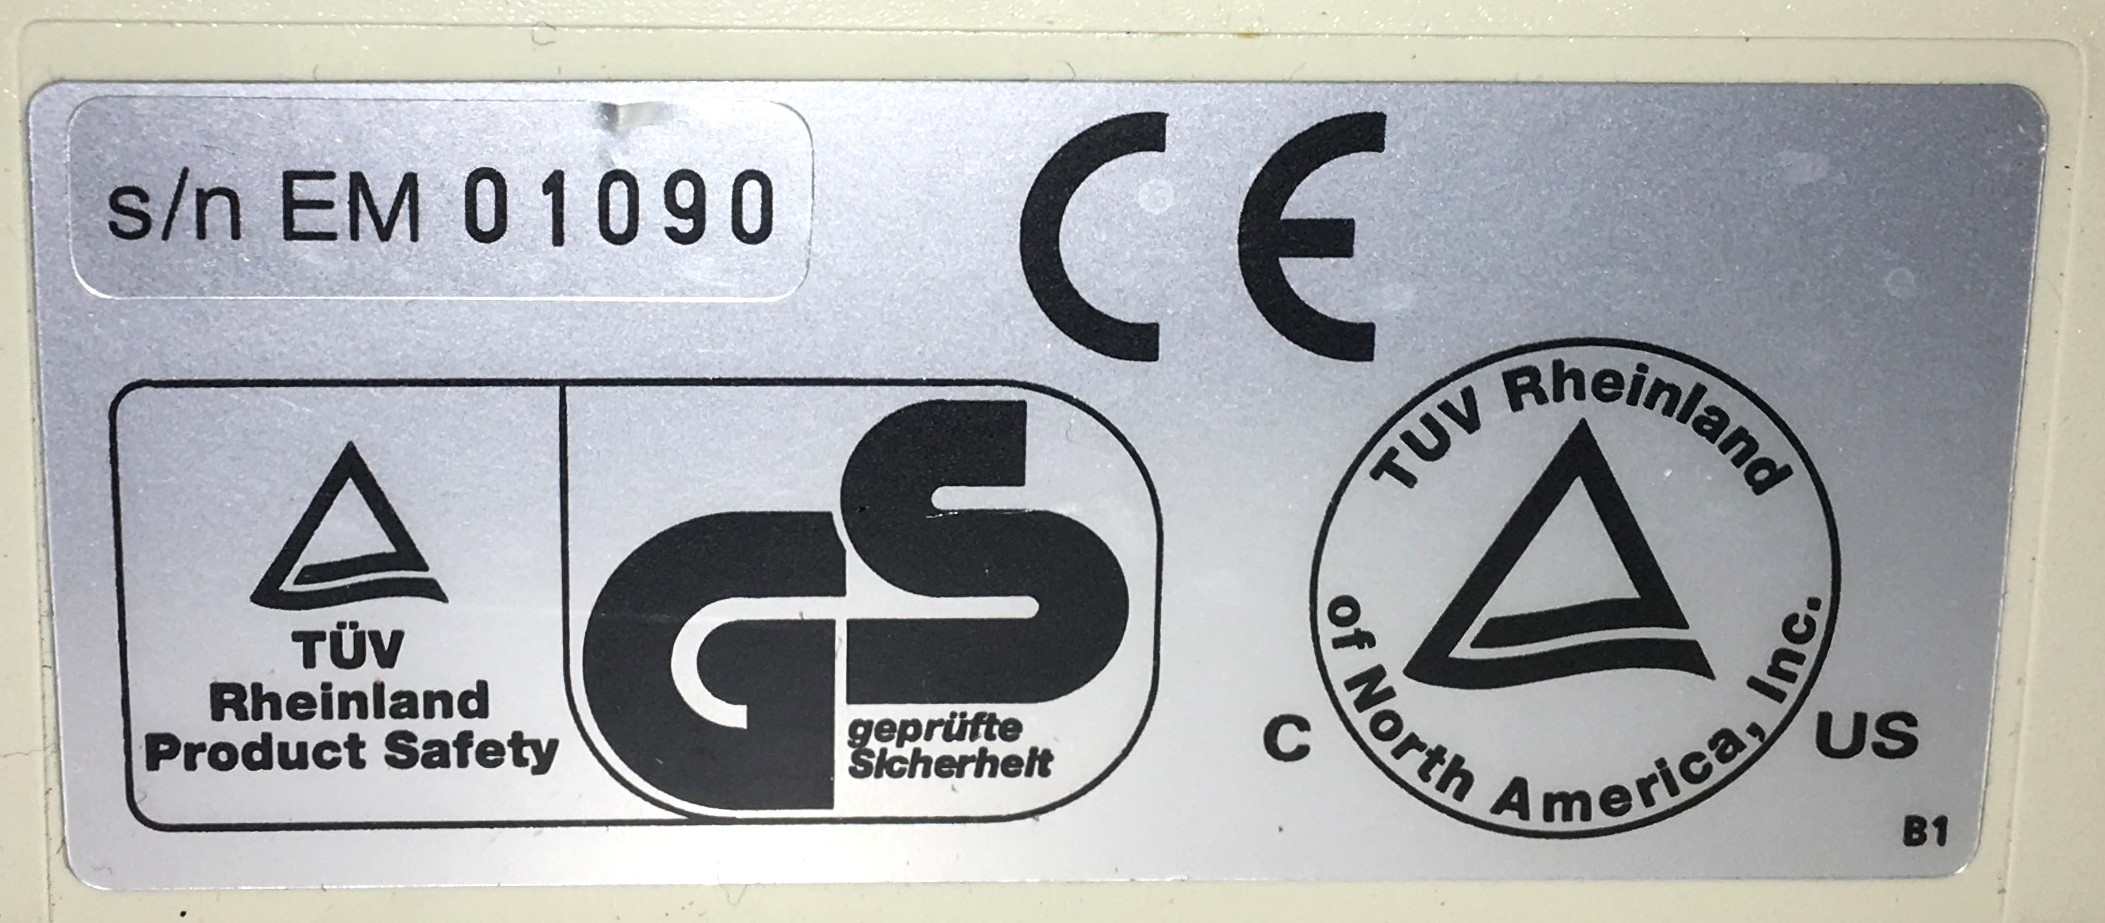 s/n EM 01090
CE
TÜV
Rheinland
Product Safety
GS
geprüfte
Sicherheit
TUV Rheinland
of North America, Inc.
C
US
B1